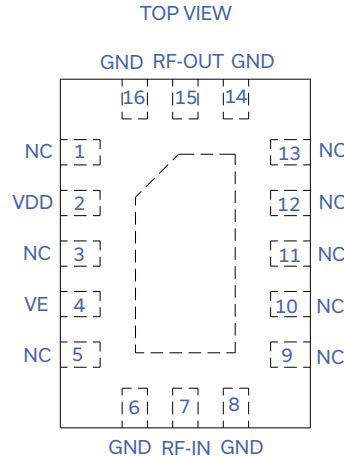 TOP VIEW
GND RF-OUT GND
16 15 14
NC 1 13 NC
VDD 2 12 NC
NC 3 11 NC
VE 4 10 NC
NC 5 9 NC
6 7 8
GND RF-IN GND